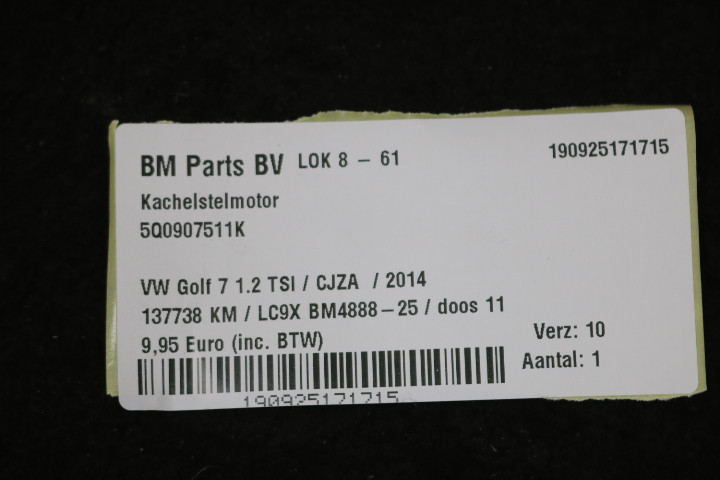 BM Parts BV LOK 8 – 61 190925171715
Kachelstelmotor
5Q0907511K
VW Golf 7 1.2 TSI / CJZA / 2014
137738 KM / LC9X BM4888–25 / doos 11
9,95 Euro (inc. BTW)
Verz: 10
Aantal: 1
190925171715